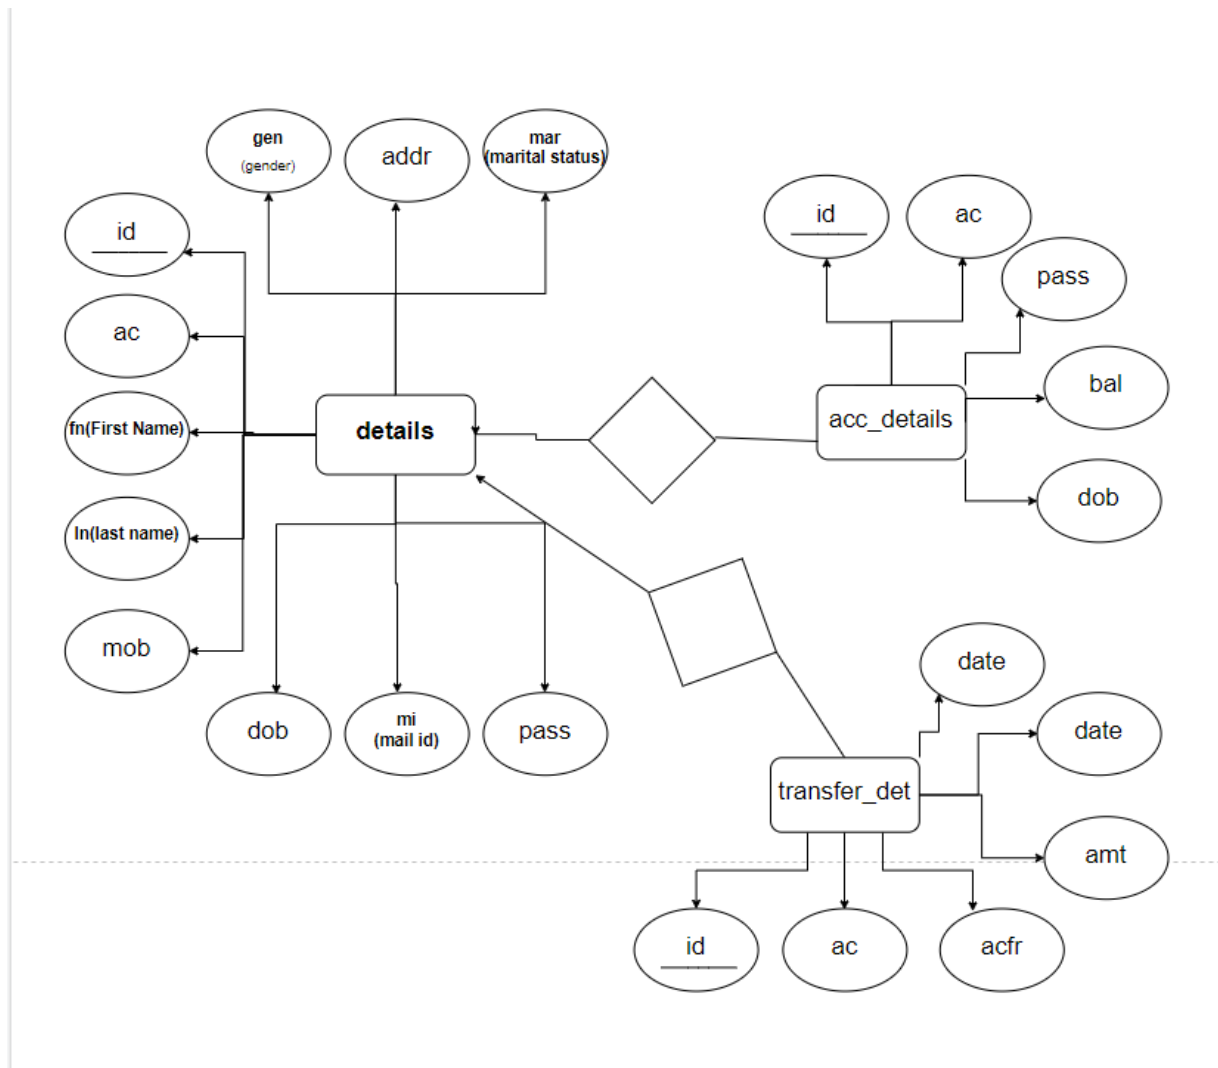 gen
(gender)
addr
mar
(marital status)
id
ac
fn(First Name)
ln(last name)
mob
details
dob
mi
(mail id)
pass
id
ac
pass
bal
dob
acc_details
date
date
amt
transfer_det
id
ac
acfr